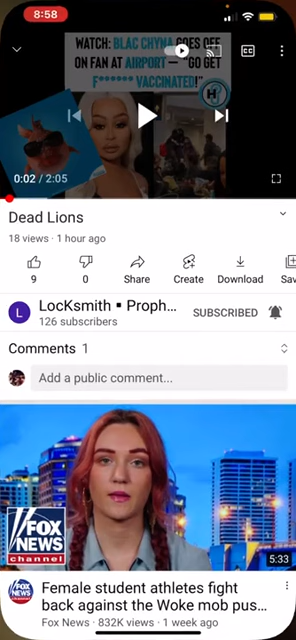 8:58
WATCH: BLAC CHYNA GOES OFF
ON FAN AT AIRPORT — "GO GET
F****** VACCINATED!"
H
0:02 / 2:05
Dead Lions
18 views · 1 hour ago
9
0
Share
Create
Download
Sav
L
LocKsmith ▪ Proph...
126 subscribers
SUBSCRIBED
Comments 1
Add a public comment...
FOX
NEWS
channel
5:33
FOX
NEWS
Female student athletes fight
back against the Woke mob pus...
Fox News · 832K views · 1 week ago